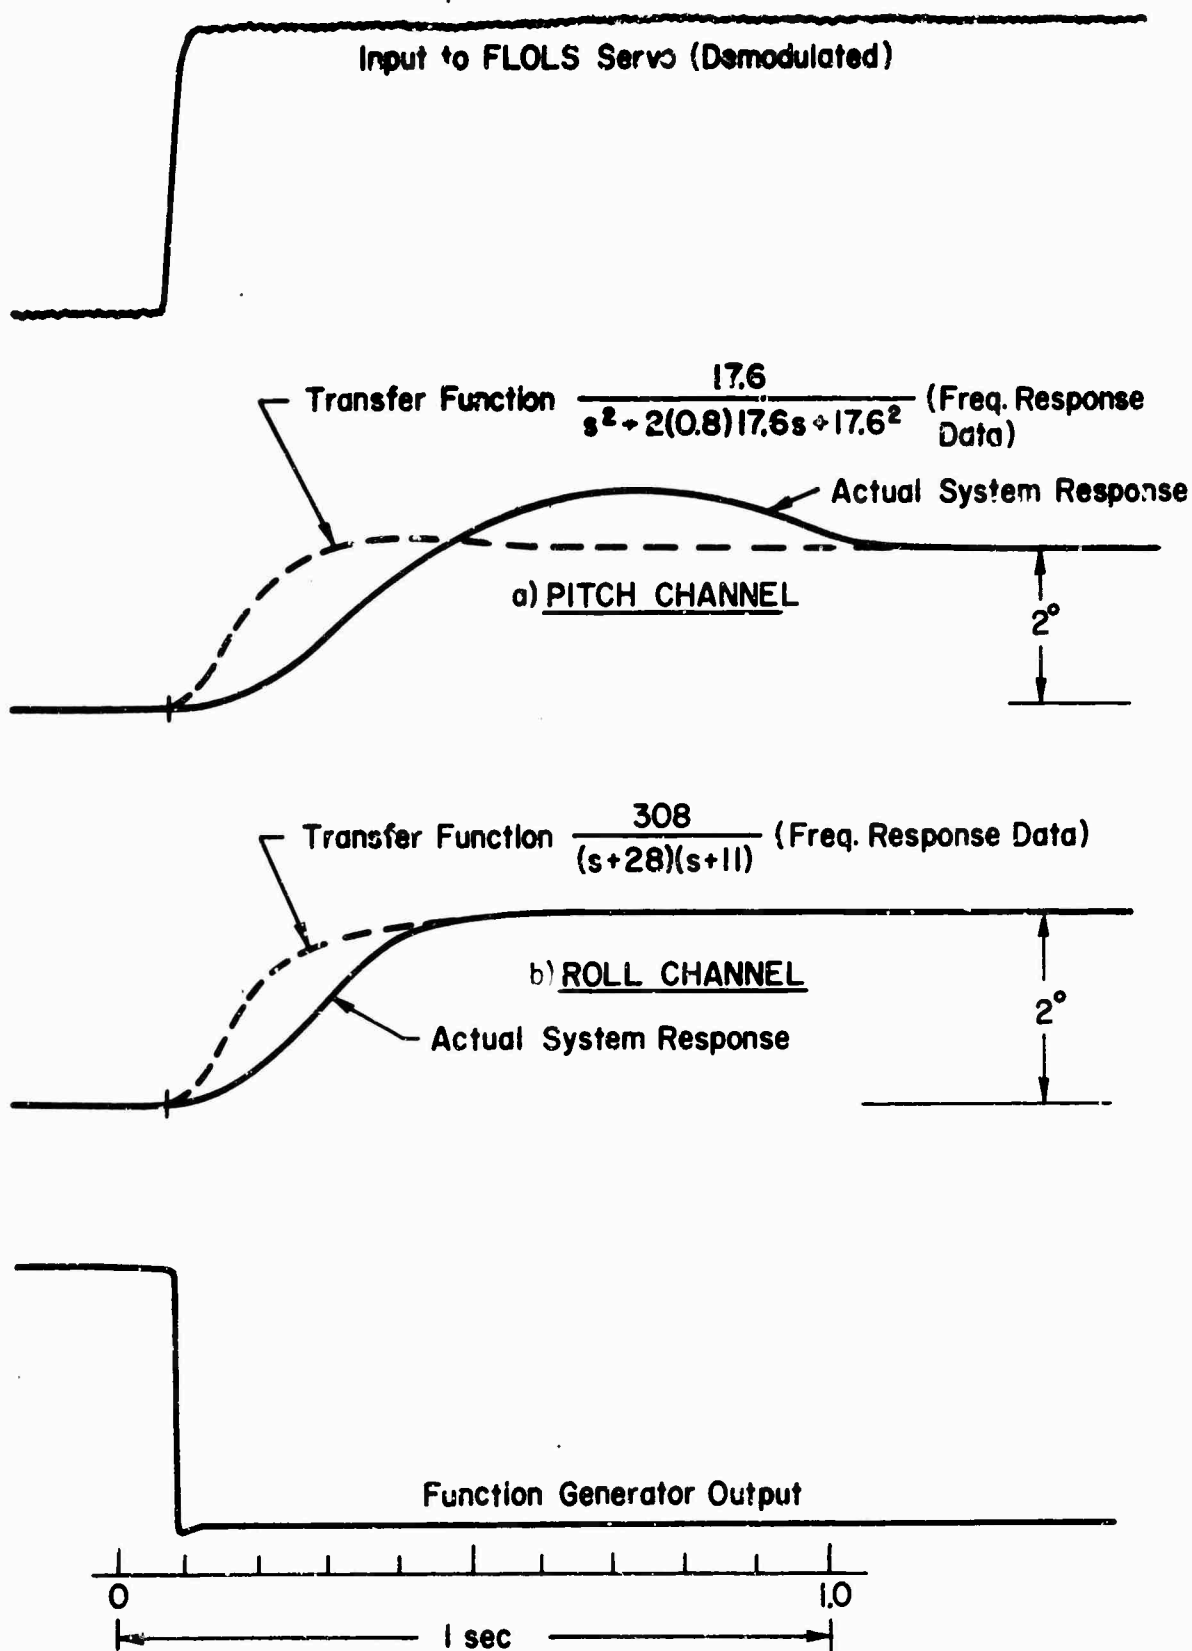 Input to FLOLS Servo (Demodulated)
Transfer Function 17.6 / s² + 2(0.8)17.6s + 17.6² (Freq. Response
Data)
Actual System Response
a) PITCH CHANNEL
2°
Transfer Function 308 / (s+28)(s+11) (Freq. Response Data)
b) ROLL CHANNEL
2°
Actual System Response
Function Generator Output
0 1.0
1 sec